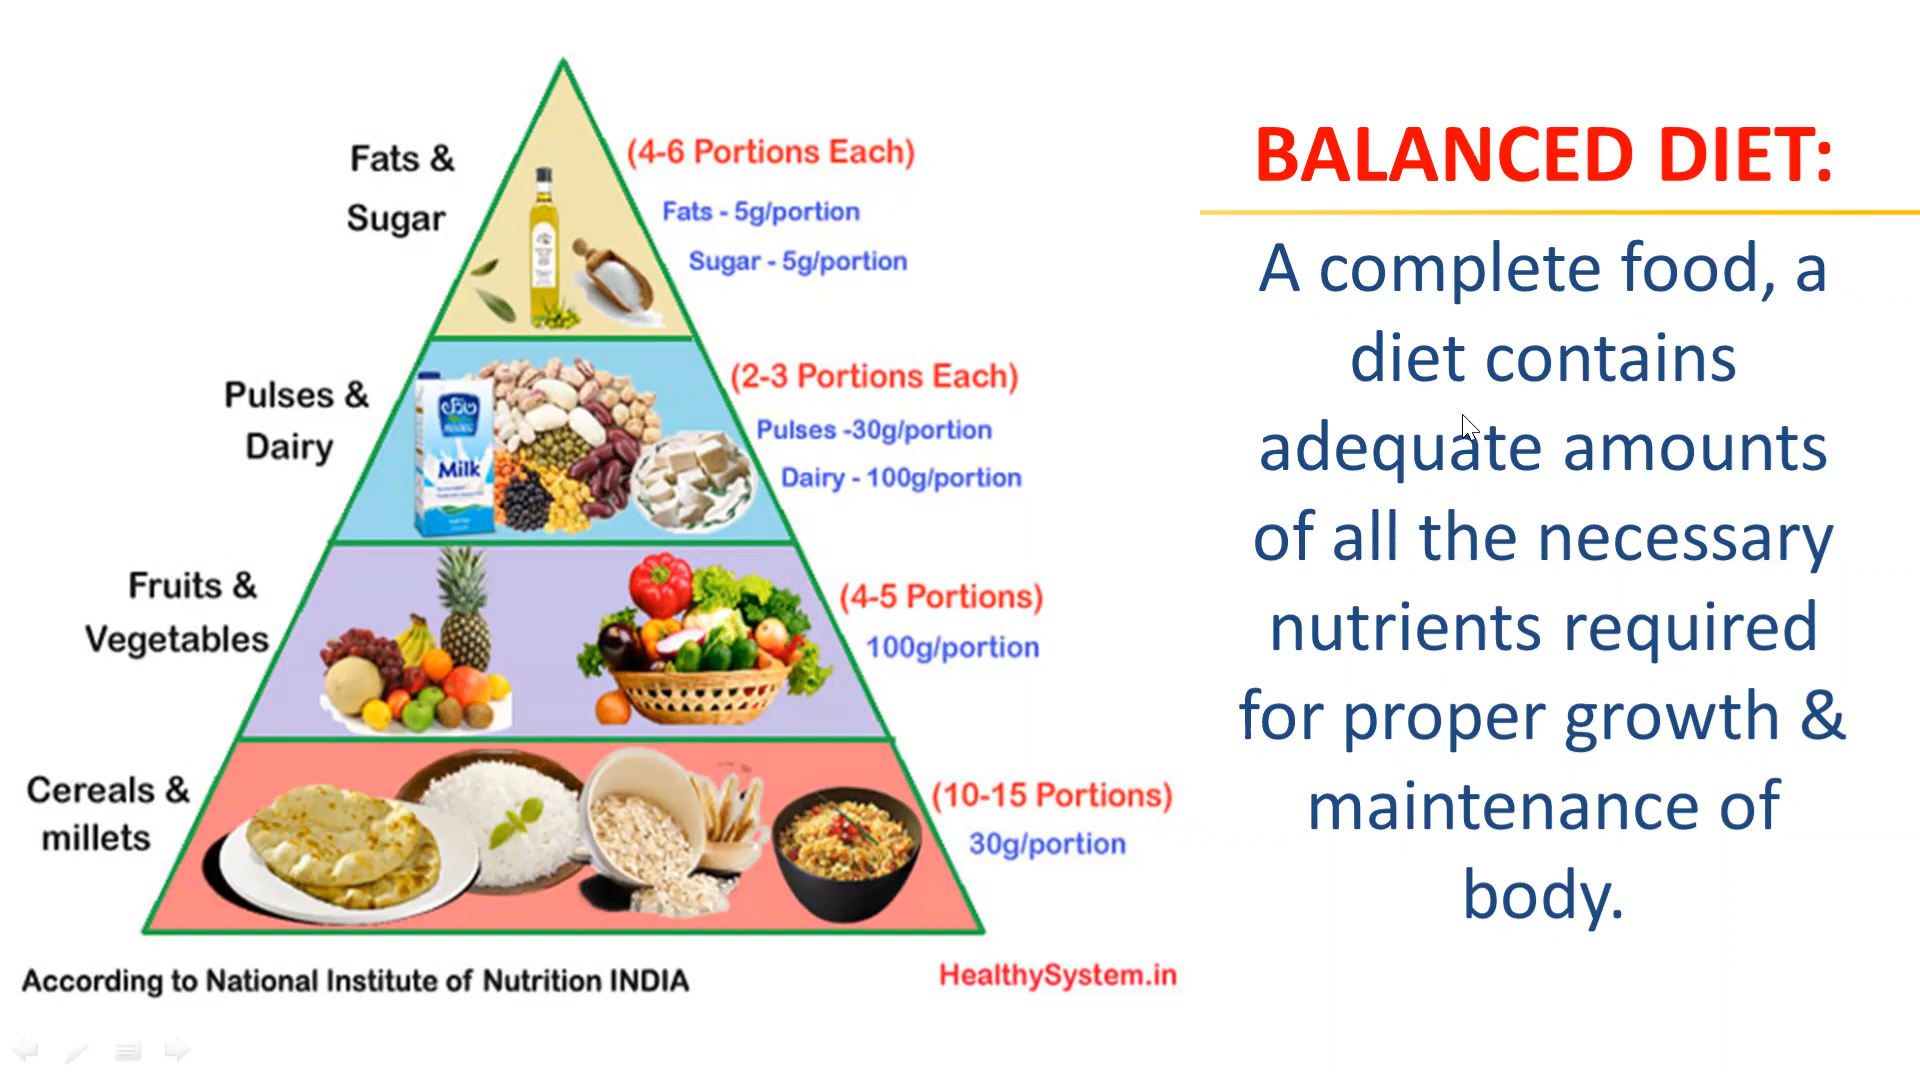 Fats &
Sugar
(4-6 Portions Each)
Fats - 5g/portion
Sugar - 5g/portion
Pulses &
Dairy
Milk
(2-3 Portions Each)
Pulses -30g/portion
Dairy - 100g/portion
Fruits &
Vegetables
(4-5 Portions)
100g/portion
Cereals &
millets
(10-15 Portions)
30g/portion
According to National Institute of Nutrition INDIA
HealthySystem.in
BALANCED DIET:
A complete food, a
diet contains
adequate amounts
of all the necessary
nutrients required
for proper growth &
maintenance of
body.